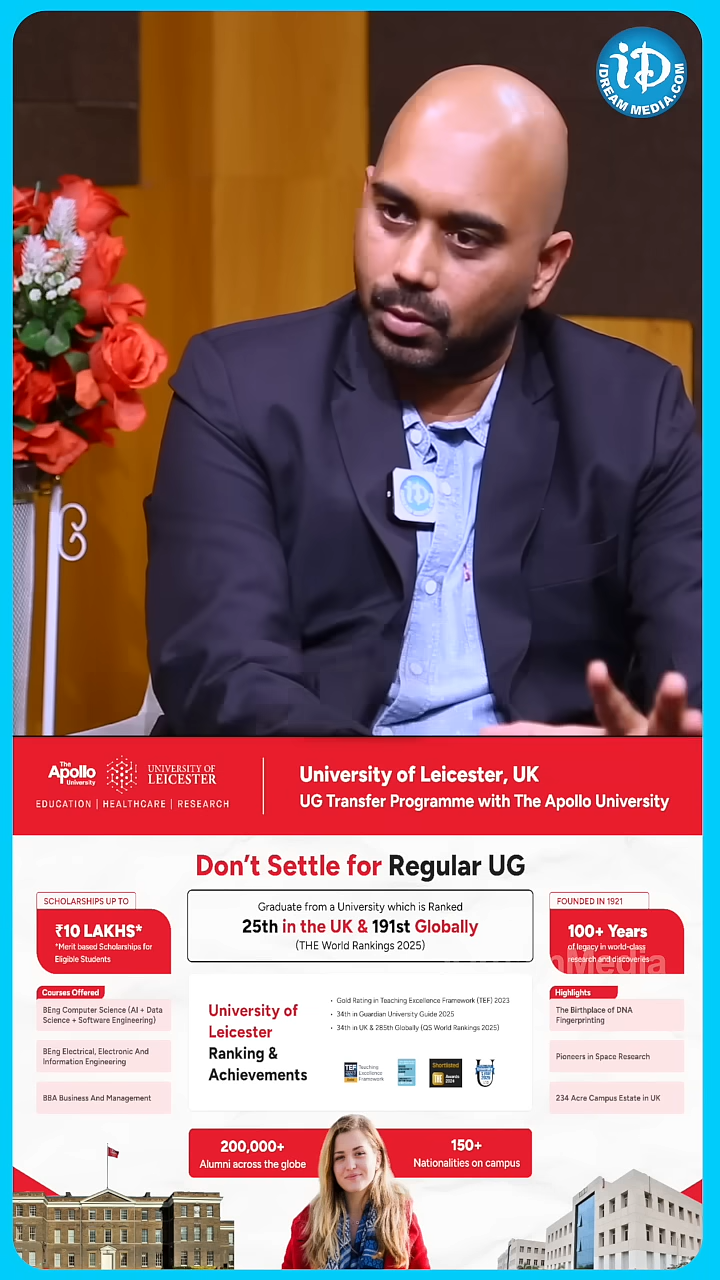 iD
IDREAM MEDIA.COM
iD
The
Apollo
University
UNIVERSITY OF
LEICESTER
EDUCATION | HEALTHCARE | RESEARCH
University of Leicester, UK
UG Transfer Programme with The Apollo University
Don't Settle for Regular UG
SCHOLARSHIPS UP TO
₹10 LAKHS*
*Merit based Scholarships for
Eligible Students
Graduate from a University which is Ranked
25th in the UK & 191st Globally
(THE World Rankings 2025)
FOUNDED IN 1921
100+ Years
of legacy in world-class
research and discoveries
Courses Offered
BEng Computer Science (AI + Data
Science + Software Engineering)
BEng Electrical, Electronic And
Information Engineering
BBA Business And Management
University of
Leicester
Ranking &
Achievements
• Gold Rating in Teaching Excellence Framework (TEF) 2023
• 34th in Guardian University Guide 2025
• 34th in UK & 285th Globally (QS World Rankings 2025)
TEF
Teaching
Excellence
Framework
Shortlisted
Awards
2024
Highlights
The Birthplace of DNA
Fingerprinting
Pioneers in Space Research
234 Acre Campus Estate in UK
200,000+
Alumni across the globe
150+
Nationalities on campus